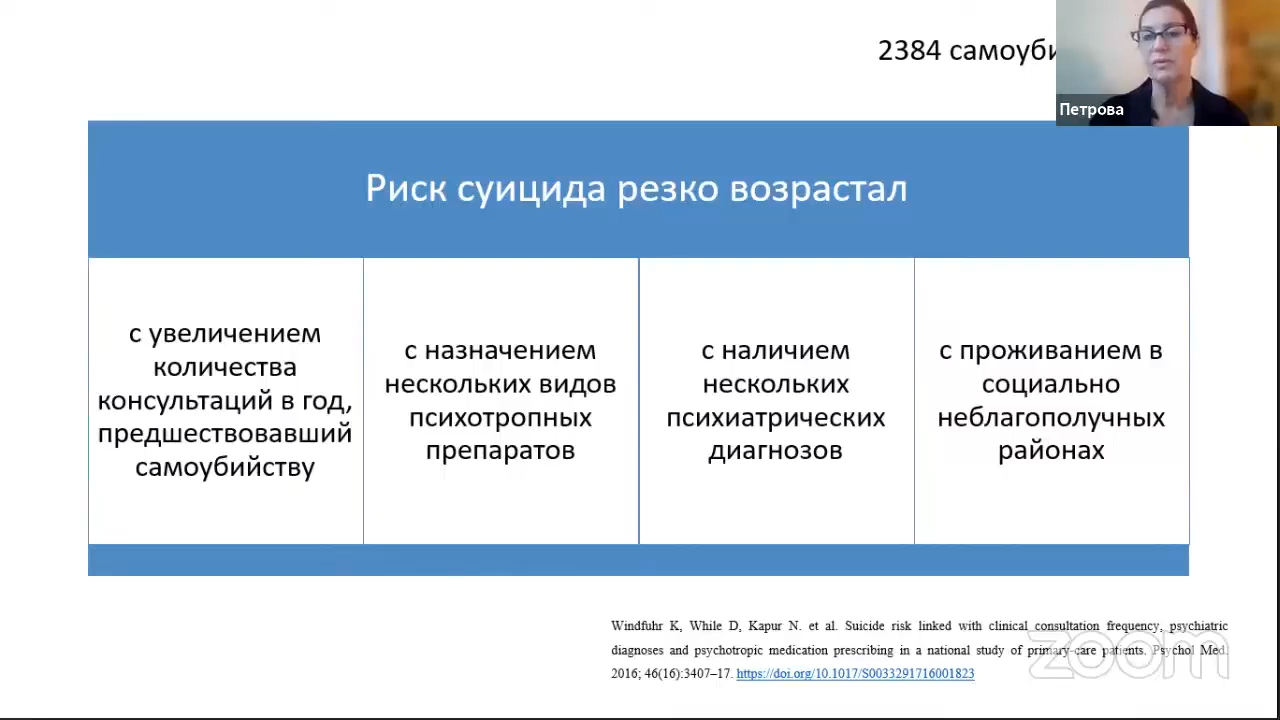 2384
Петрова
Риск суицида резко возрастал
с увеличением
количества
консультаций в год,
предшествовавший
самоубийству
с назначением
нескольких видов
психотропных
препаратов
с наличием
нескольких
психиатрических
диагнозов
с проживанием в
социально
неблагополучных
районах
Windfuhr K, While D, Kapur N. et al. Suicide risk linked with clinical consultation frequency, psychiatric
diagnoses and psychotropic medication prescribing in a national study of primary-care patients. Psychol Med.
2016; 46(16):3407–17. https://doi.org/10.1017/S0033291716001823
zoom